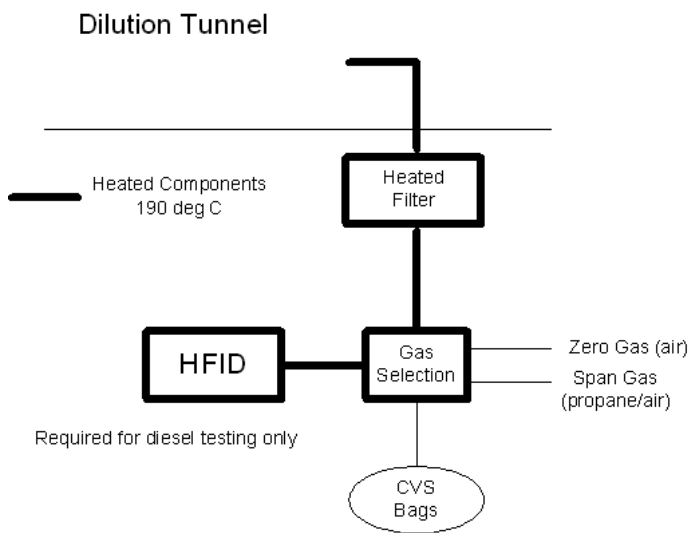 Dilution Tunnel
Heated Components
190 deg C
Heated
Filter
HFID
Gas
Selection
Zero Gas (air)
Span Gas
(propane/air)
Required for diesel testing only
CVS
Bags